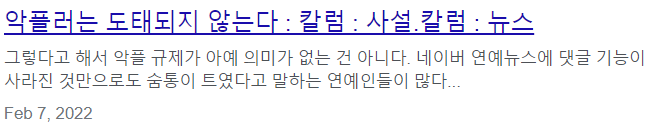 악플러는 도태되지 않는다 : 칼럼 : 사설.칼럼 : 뉴스
그렇다고 해서 악플 규제가 아예 의미가 없는 건 아니다. 네이버 연예뉴스에 댓글 기능이
사라진 것만으로도 숨통이 트였다고 말하는 연예인들이 많다...
Feb 7, 2022